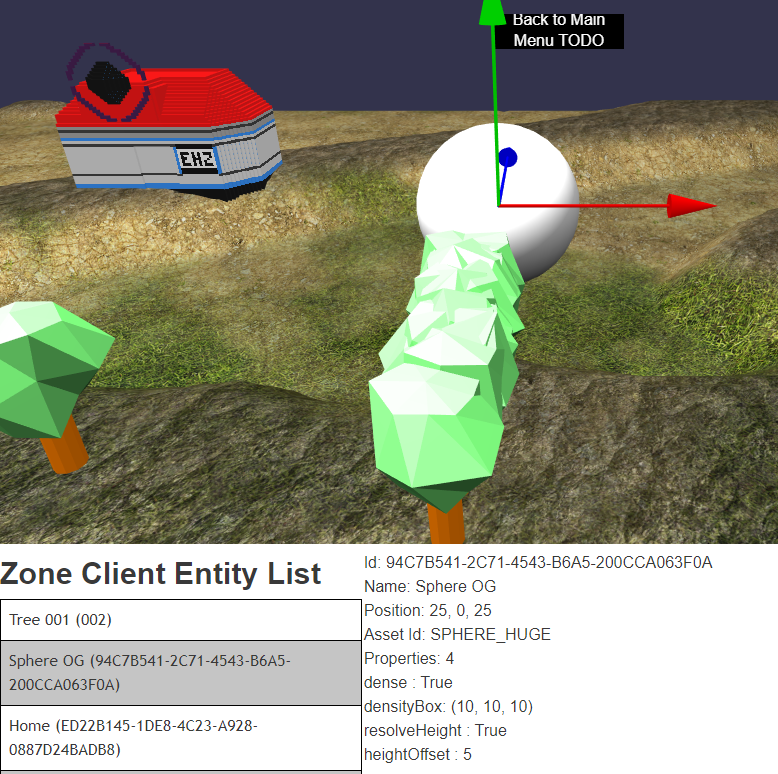 Back to Main
Menu TODO
Zone Client Entity List
Tree 001 (002)
Sphere OG (94C7B541-2C71-4543-B6A5-
200CCA063F0A)
Home (ED22B145-1DE8-4C23-A928-
0887D24BADB8)
Id: 94C7B541-2C71-4543-B6A5-200CCA063F0A
Name: Sphere OG
Position: 25, 0, 25
Asset Id: SPHERE_HUGE
Properties: 4
dense : True
densityBox: (10, 10, 10)
resolveHeight : True
heightOffset : 5